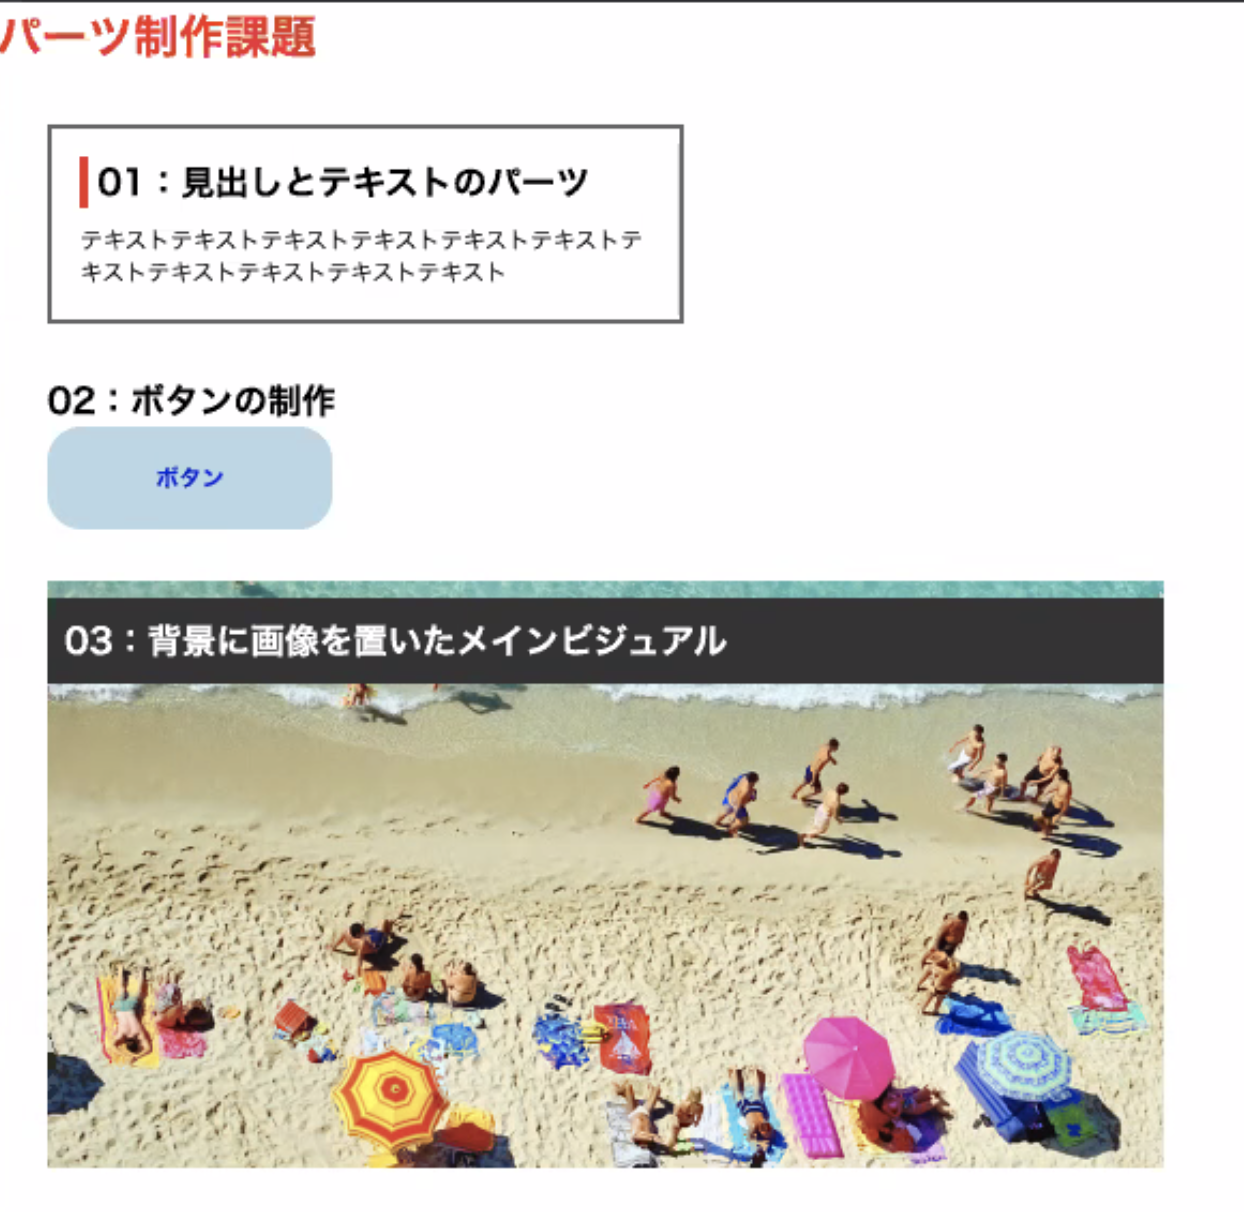 パーツ制作課題
01：見出しとテキストのパーツ
テキストテキストテキストテキストテキストテキストテ
キストテキストテキストテキストテキスト
02：ボタンの制作
ボタン
03：背景に画像を置いたメインビジュアル